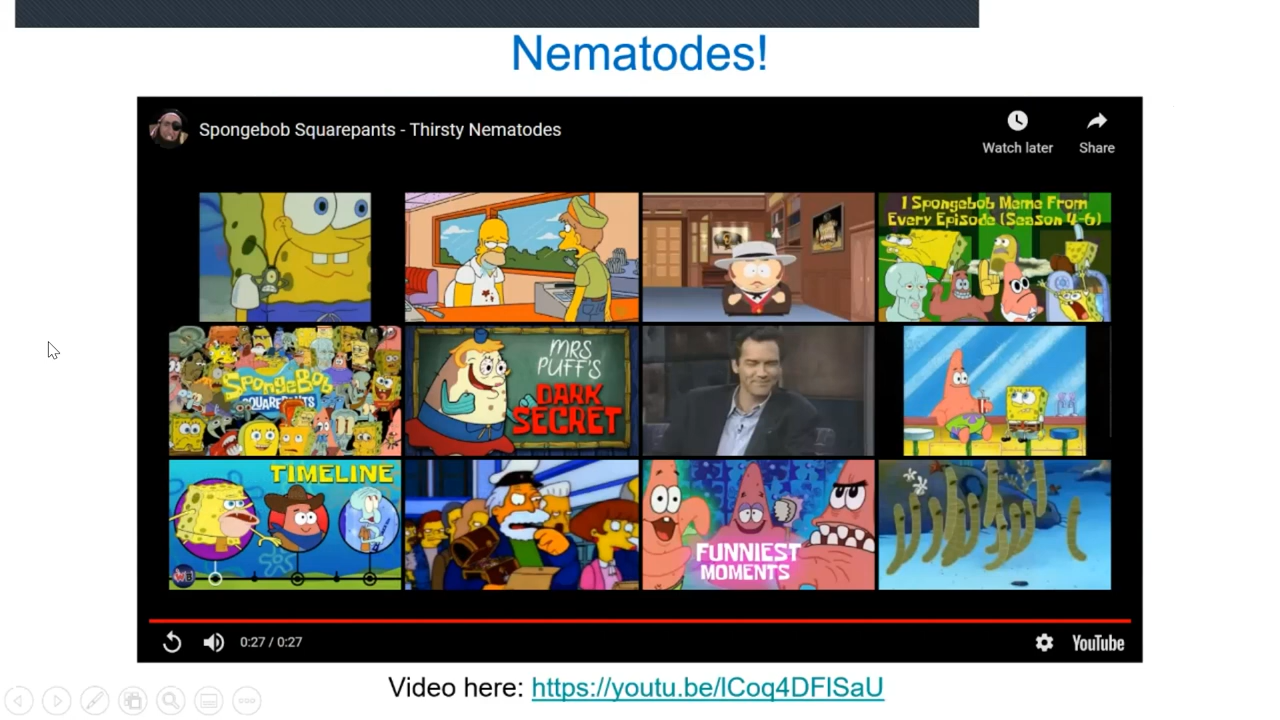 Nematodes!
Spongebob Squarepants - Thirsty Nematodes
Watch later
Share
1 Spongebob Meme From
Every Episode (Season 4-6)
SPONGEBOB
SQUAREPANTS
MRS
PUFF'S
DARK
SECRET
TIMELINE
FUNNIEST
MOMENTS
0:27 / 0:27
YouTube
Video here: https://youtu.be/lCoq4DFlSaU